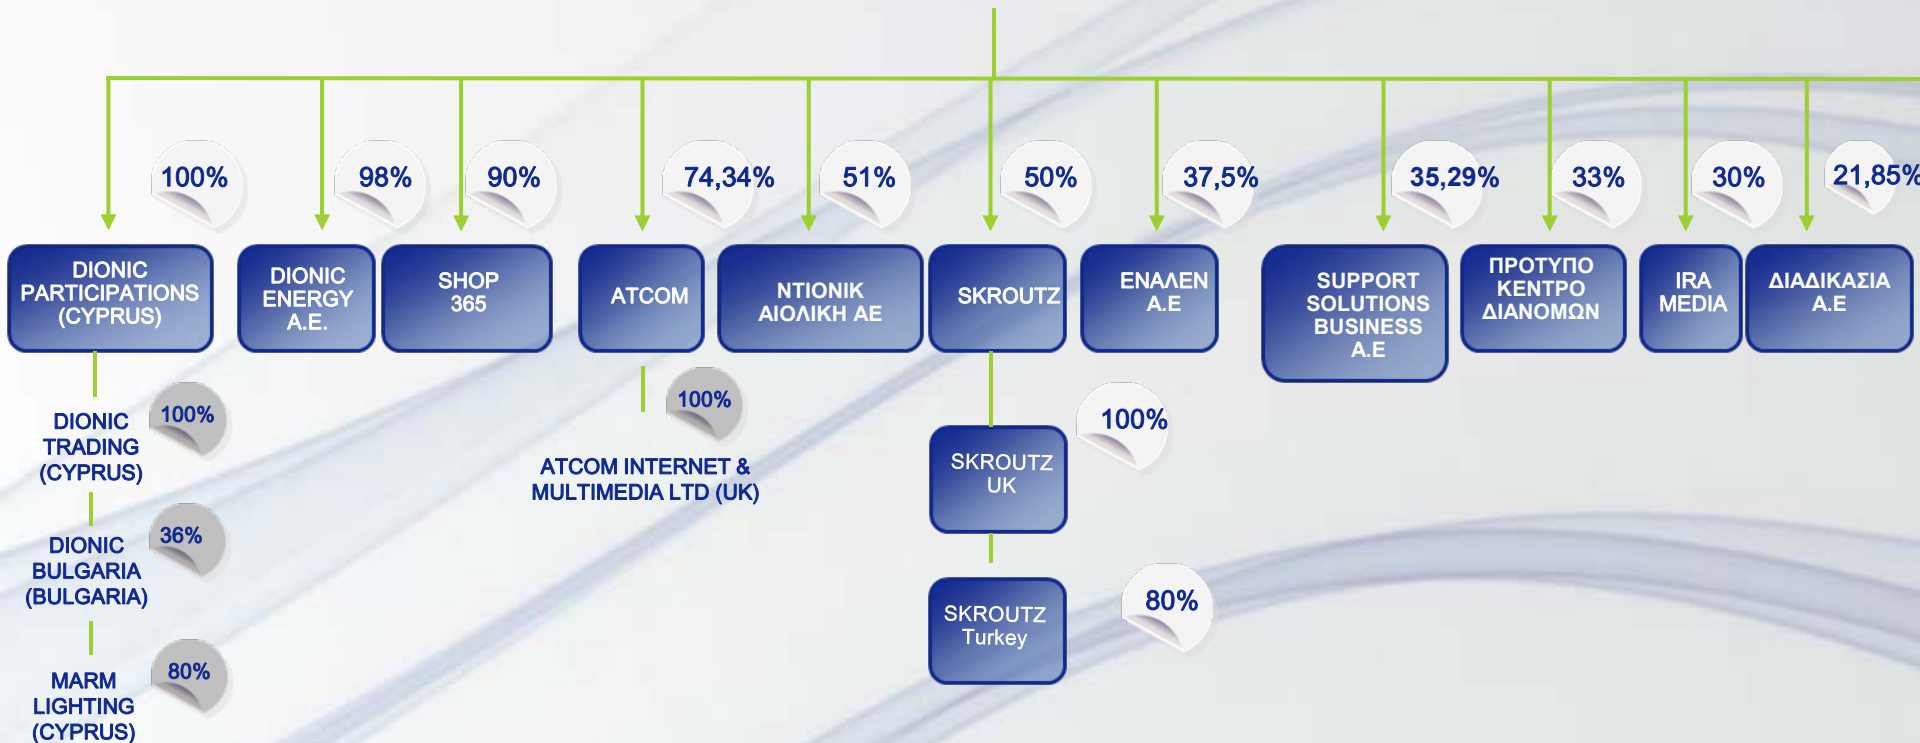 100%
98%
90%
74,34%
51%
50%
37,5%
35,29%
33%
30%
21,85%
DIONIC
PARTICIPATIONS
(CYPRUS)
DIONIC
ENERGY
A.E.
SHOP
365
ATCOM
ΝΤΙΟΝΙΚ
ΑΙΟΛΙΚΗ ΑΕ
SKROUTZ
ΕΝΑΛΕΝ
Α.Ε
SUPPORT
SOLUTIONS
BUSINESS
A.E
ΠΡΟΤΥΠΟ
ΚΕΝΤΡΟ
ΔΙΑΝΟΜΩΝ
IRA
MEDIA
ΔΙΑΔΙΚΑΣΙΑ
Α.Ε
100%
DIONIC
TRADING
(CYPRUS)
36%
DIONIC
BULGARIA
(BULGARIA)
80%
MARM
LIGHTING
(CYPRUS)
100%
ATCOM INTERNET &
MULTIMEDIA LTD (UK)
100%
SKROUTZ
UK
80%
SKROUTZ
Turkey